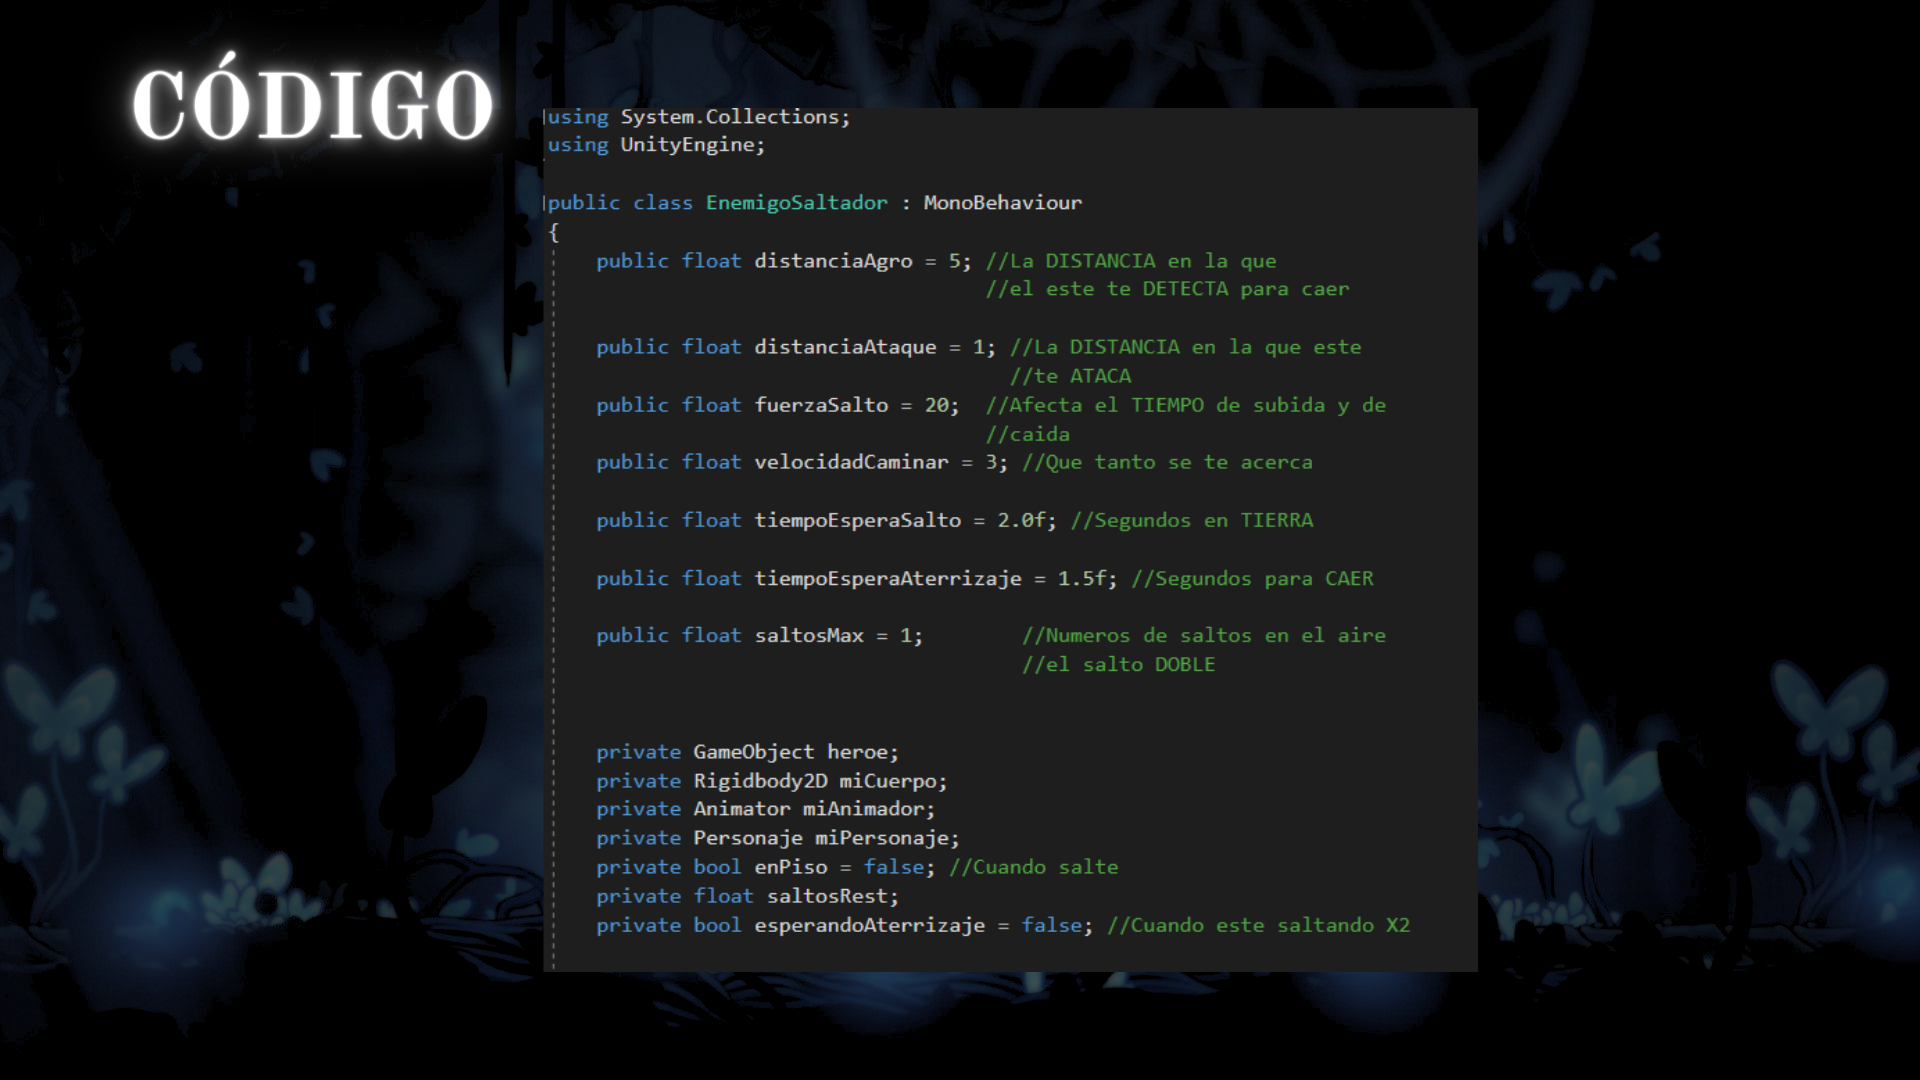 CÓDIGO
using System.Collections;
using UnityEngine;
public class EnemigoSaltador : MonoBehaviour
{
public float distanciaAgro = 5; //La DISTANCIA en la que
//el este te DETECTA para caer
public float distanciaAtaque = 1; //La DISTANCIA en la que este
//te ATACA
public float fuerzaSalto = 20; //Afecta el TIEMPO de subida y de
//caida
public float velocidadCaminar = 3; //Que tanto se te acerca
public float tiempoEsperaSalto = 2.0f; //Segundos en TIERRA
public float tiempoEsperaAterrizaje = 1.5f; //Segundos para CAER
public float saltosMax = 1; //Numeros de saltos en el aire
//el salto DOBLE
private GameObject heroe;
private Rigidbody2D miCuerpo;
private Animator miAnimador;
private Personaje miPersonaje;
private bool enPiso = false; //Cuando salte
private float saltosRest;
private bool esperandoAterrizaje = false; //Cuando este saltando X2